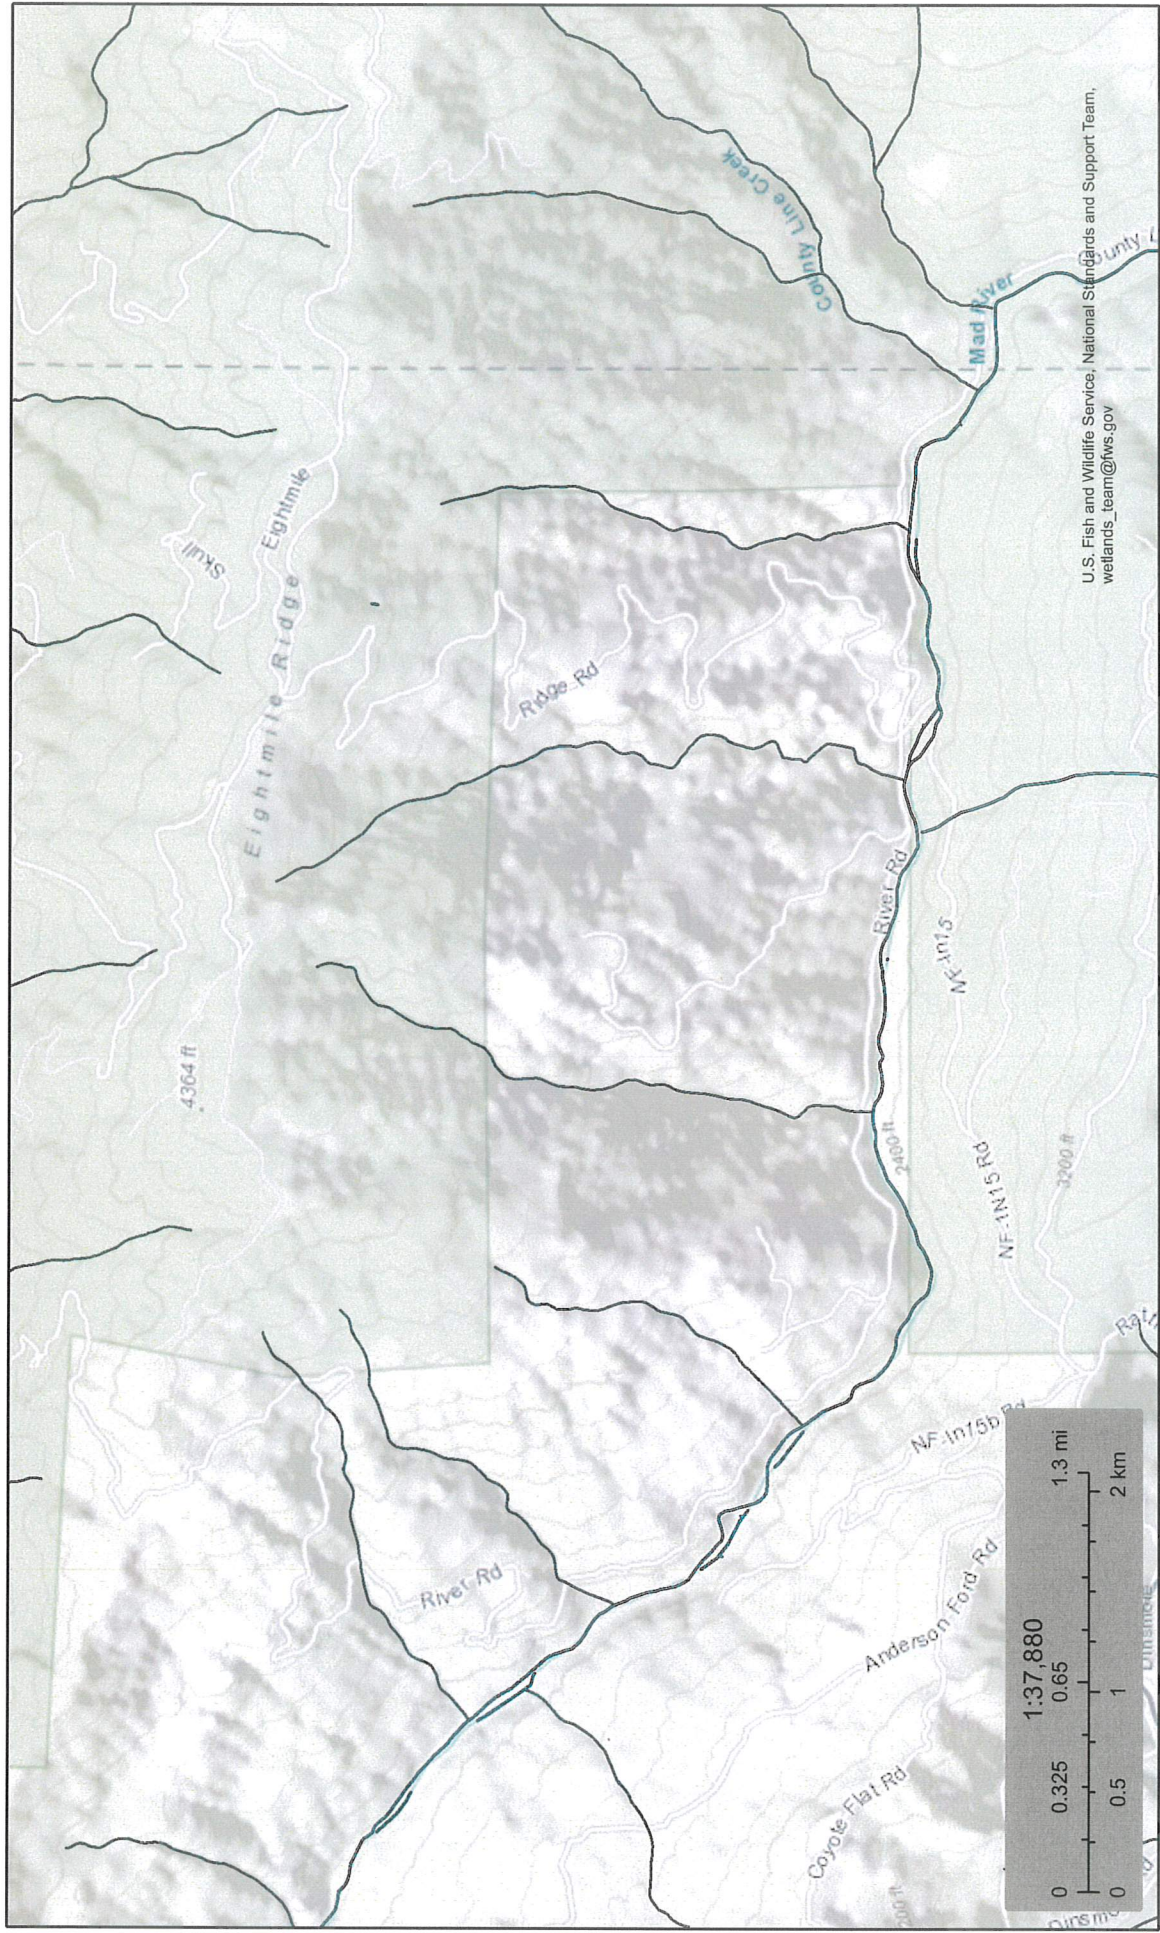 Skull
Eightmile
Eightmile Ridge
4364 ft
Ridge Rd
County Line Creek
Mad River
River Rd
NF-1n15
NF-1N15 Rd
2400 ft
3200 ft
River Rd
NF-1n15b Rd
Anderson Ford Rd
Coyote Flat Rd
Dinsmore
1:37,880
0 0.325 0.65 1.3 mi
0 0.5 1 2 km
U.S. Fish and Wildlife Service, National Standards and Support Team,
wetlands_team@fws.gov